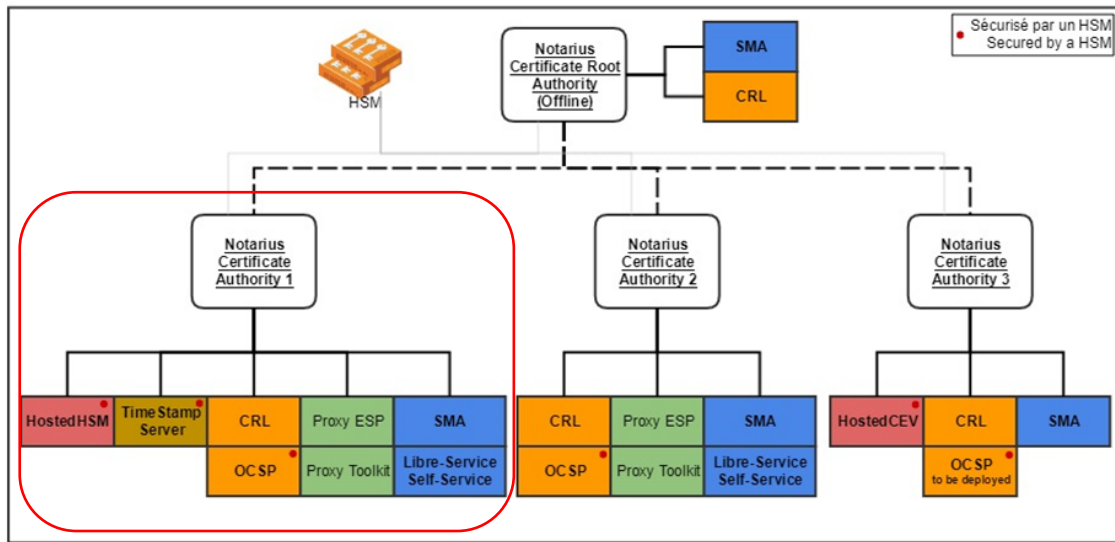 Sécurisé par un HSM
Secured by a HSM
HSM
Notarius
Certificate Root
Authority
(Offline)
SMA
CRL
Notarius
Certificate
Authority 1
Notarius
Certificate
Authority 2
Notarius
Certificate
Authority 3
HostedHSM
TimeStamp
Server
CRL
Proxy ESP
SMA
OCSP
Proxy Toolkit
Libre-Service
Self-Service
CRL
Proxy ESP
SMA
OCSP
Proxy Toolkit
Libre-Service
Self-Service
HostedCEV
CRL
SMA
OCSP
to be deployed